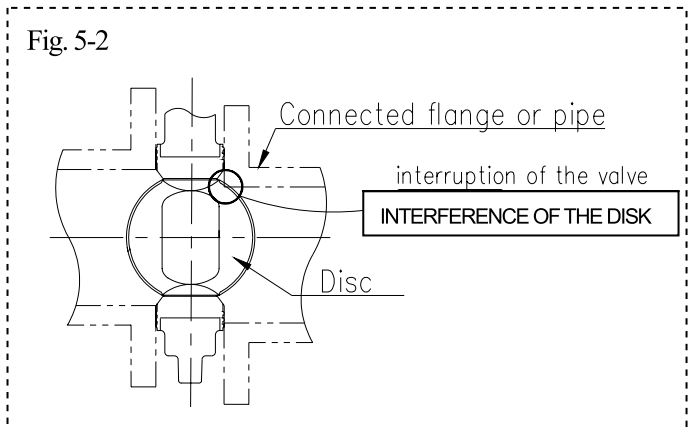 Fig. 5-2
Connected flange or pipe
interruption of the valve
INTERFERENCE OF THE DISK
Disc